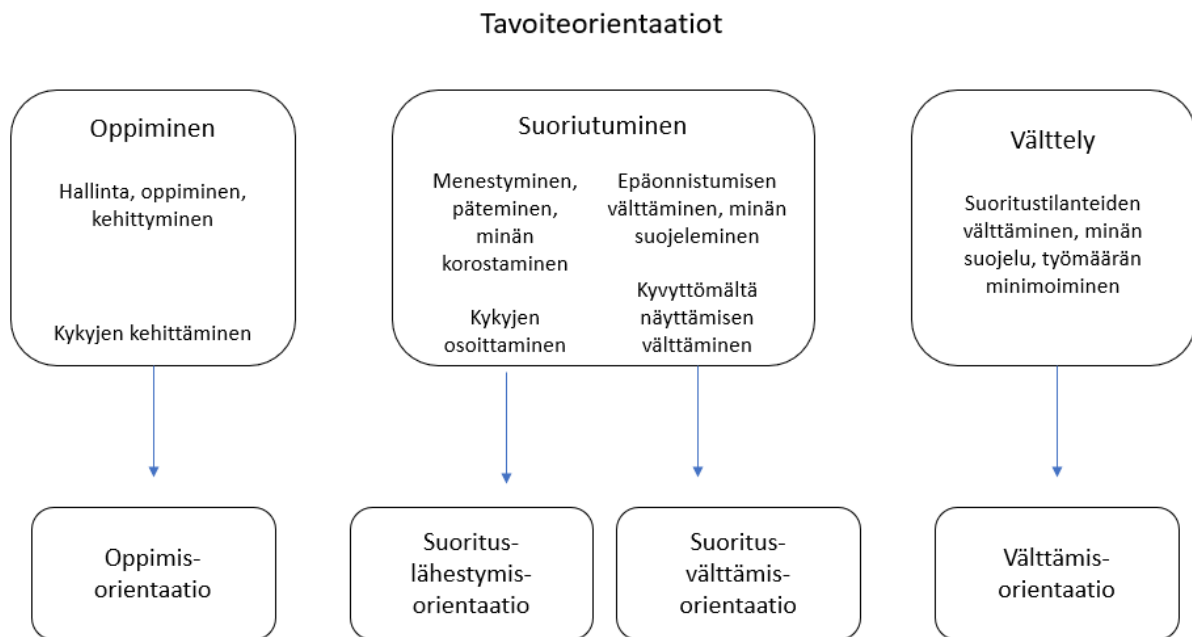 Tavoiteorientaatiot
Oppiminen
Hallinta, oppiminen,
kehittyminen
Kykyjen kehittäminen
Suoriutuminen
Menestyminen,
päteminen,
minän
korostaminen
Kykyjen
osoittaminen
Epäonnistumisen
välttäminen, minän
suojeleminen
Kyvyttömältä
näyttämisen
välttäminen
Välttely
Suoritustilanteiden
välttäminen, minän
suojelu, työmäärän
minimoiminen
Oppimis-
orientaatio
Suoritus-
lähestymis-
orientaatio
Suoritus-
välttämis-
orientaatio
Välttämis-
orientaatio